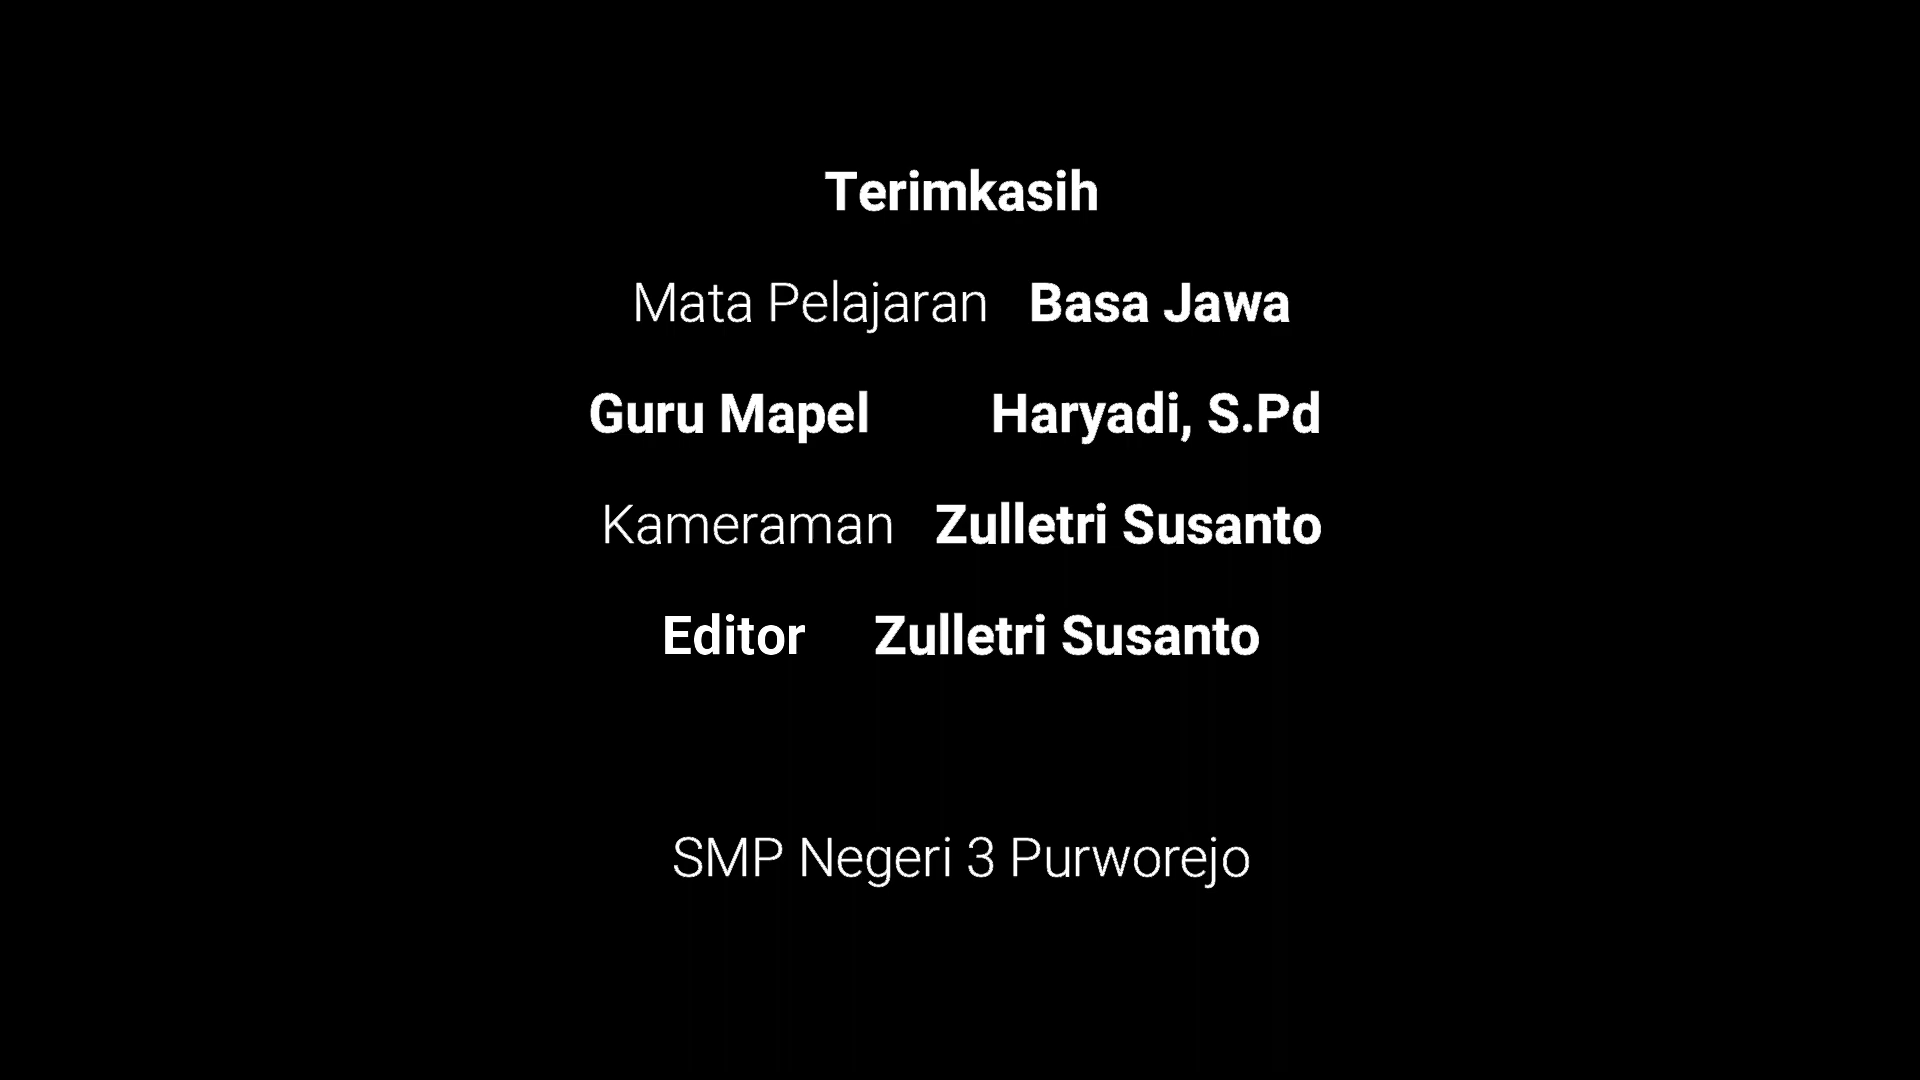 Terimkasih
Mata Pelajaran Basa Jawa
Guru Mapel Haryadi, S.Pd
Kameraman Zulletri Susanto
Editor Zulletri Susanto
SMP Negeri 3 Purworejo